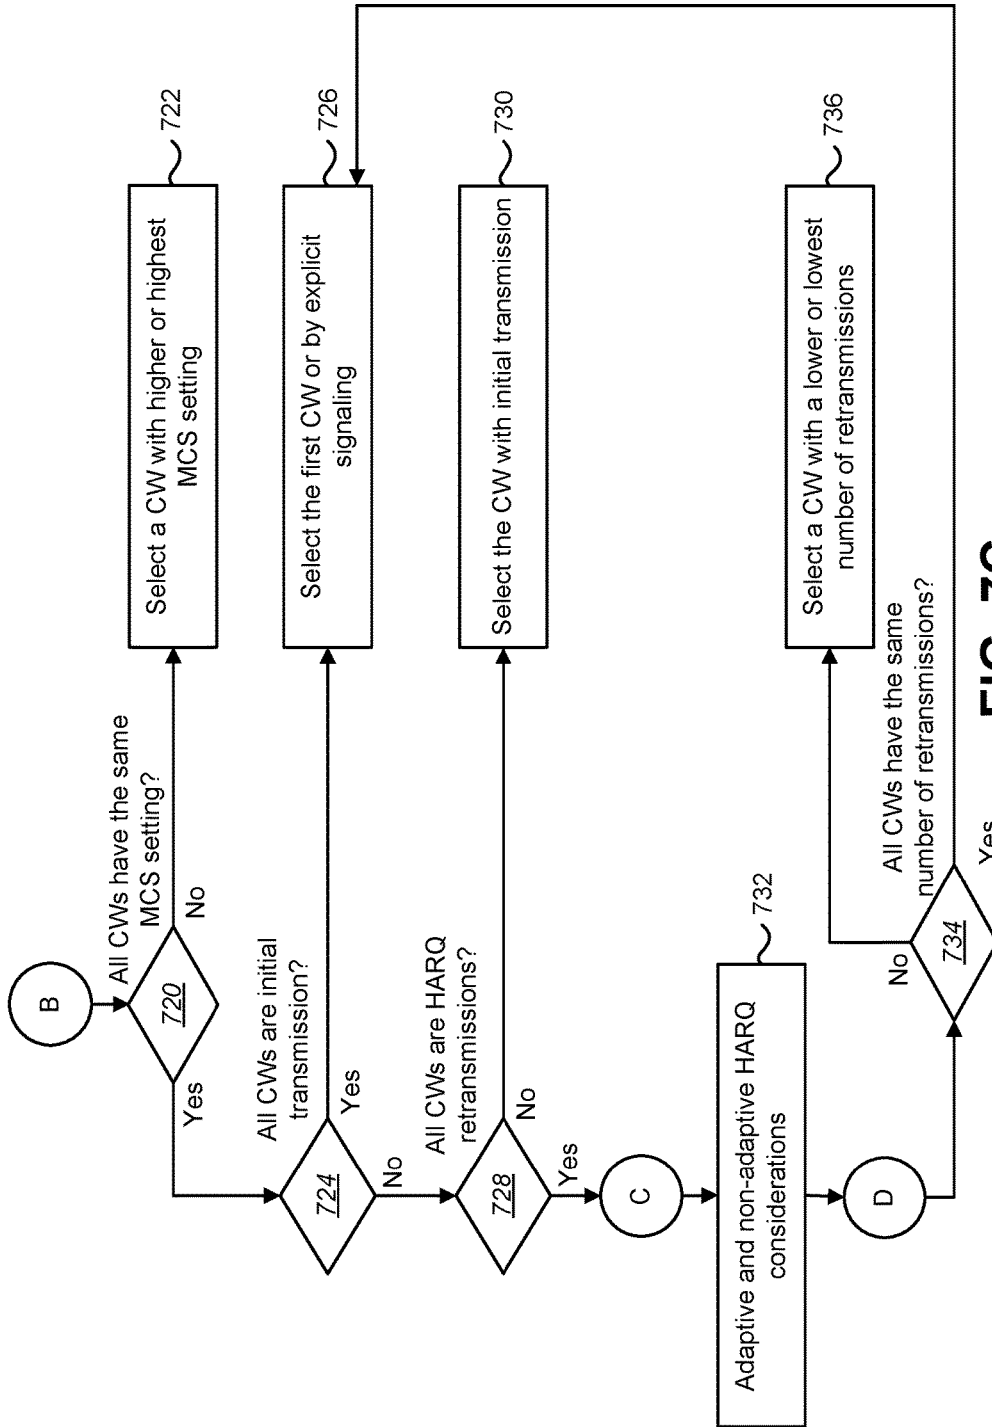 B
All CWs have the same
MCS setting?
720
Yes
No
Select a CW with higher or highest
MCS setting
722
All CWs are initial
transmission?
724
Yes
No
Select the first CW or by explicit
signaling
726
All CWs are HARQ
retransmissions?
728
No
Yes
Select the CW with initial transmission
730
C
Adaptive and non-adaptive HARQ
considerations
732
D
All CWs have the same
number of retransmissions?
734
No
Yes
Select a CW with a lower or lowest
number of retransmissions
736
FIG.